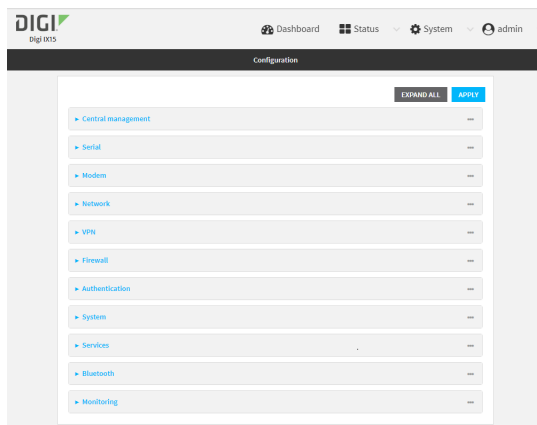 DIGI
Digi IX15
Dashboard Status System admin
Configuration
EXPAND ALL APPLY
Central management
Serial
Modem
Network
VPN
Firewall
Authentication
System
Services
Bluetooth
Monitoring